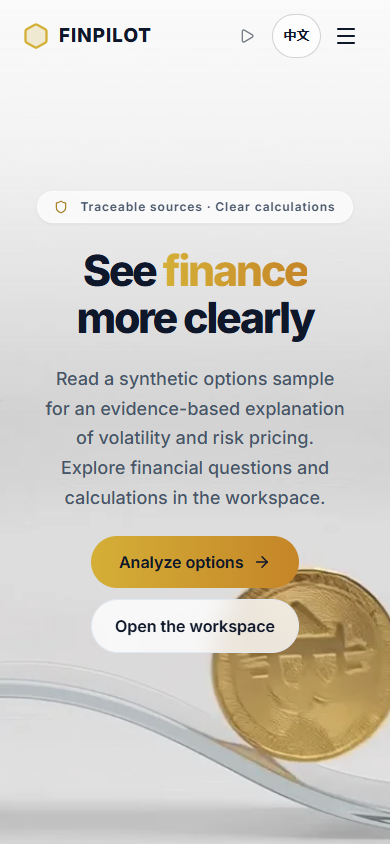 FINPILOT
中文
Traceable sources · Clear calculations
See finance
more clearly
Read a synthetic options sample
for an evidence-based explanation
of volatility and risk pricing.
Explore financial questions and
calculations in the workspace.
Analyze options
Open the workspace